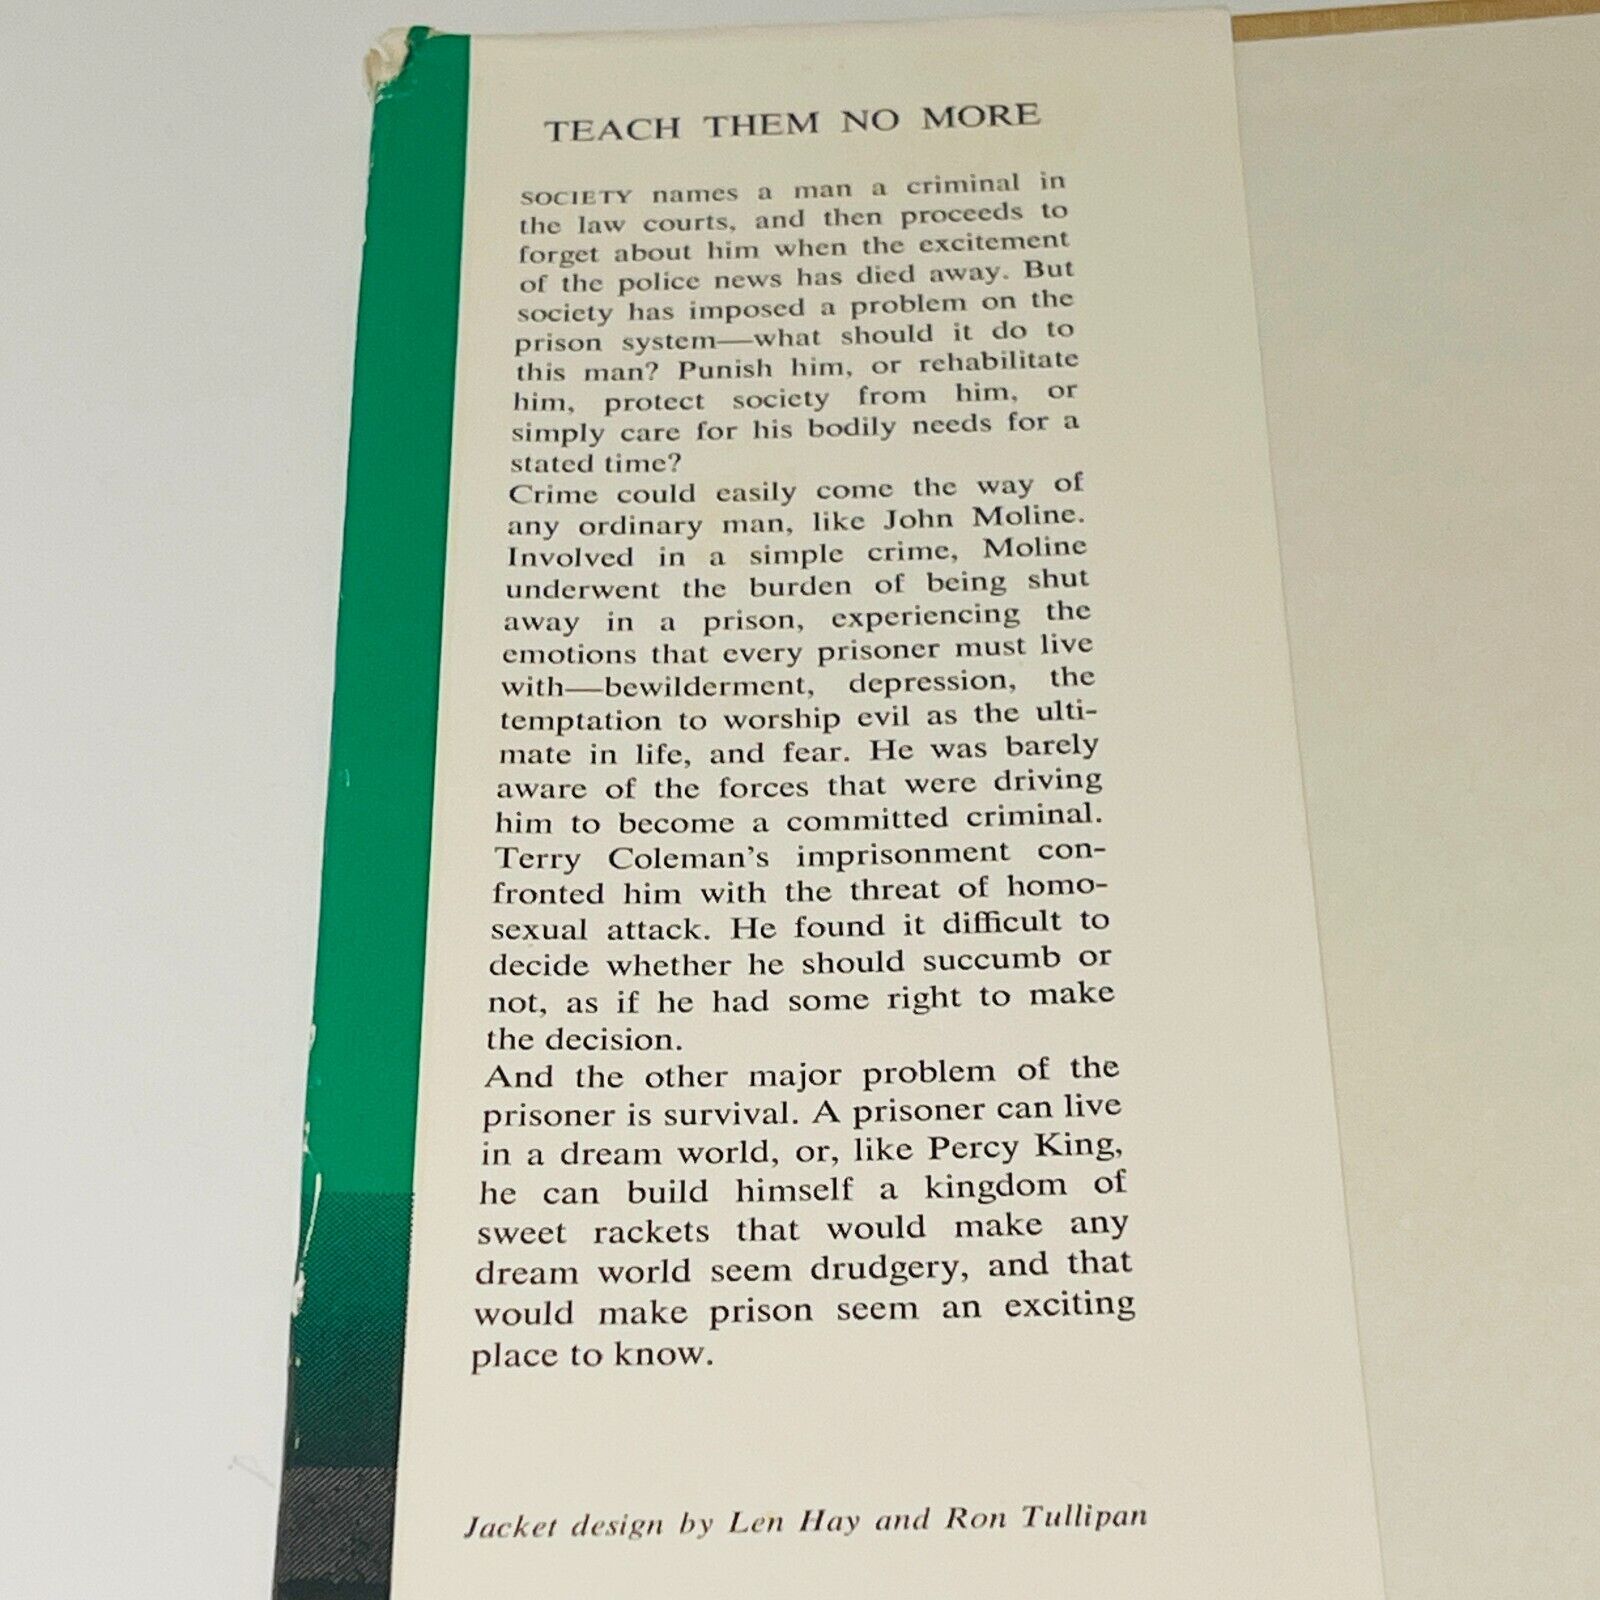 TEACH THEM NO MORE
SOCIETY names a man a criminal in
the law courts, and then proceeds to
forget about him when the excitement
of the police news has died away. But
society has imposed a problem on the
prison system—what should it do to
this man? Punish him, or rehabilitate
him, protect society from him, or
simply care for his bodily needs for a
stated time?
Crime could easily come the way of
any ordinary man, like John Moline.
Involved in a simple crime, Moline
underwent the burden of being shut
away in a prison, experiencing the
emotions that every prisoner must live
with—bewilderment, depression, the
temptation to worship evil as the ulti-
mate in life, and fear. He was barely
aware of the forces that were driving
him to become a committed criminal.
Terry Coleman's imprisonment con-
fronted him with the threat of homo-
sexual attack. He found it difficult to
decide whether he should succumb or
not, as if he had some right to make
the decision.
And the other major problem of the
prisoner is survival. A prisoner can live
in a dream world, or, like Percy King,
he can build himself a kingdom of
sweet rackets that would make any
dream world seem drudgery, and that
would make prison seem an exciting
place to know.
Jacket design by Len Hay and Ron Tullipan